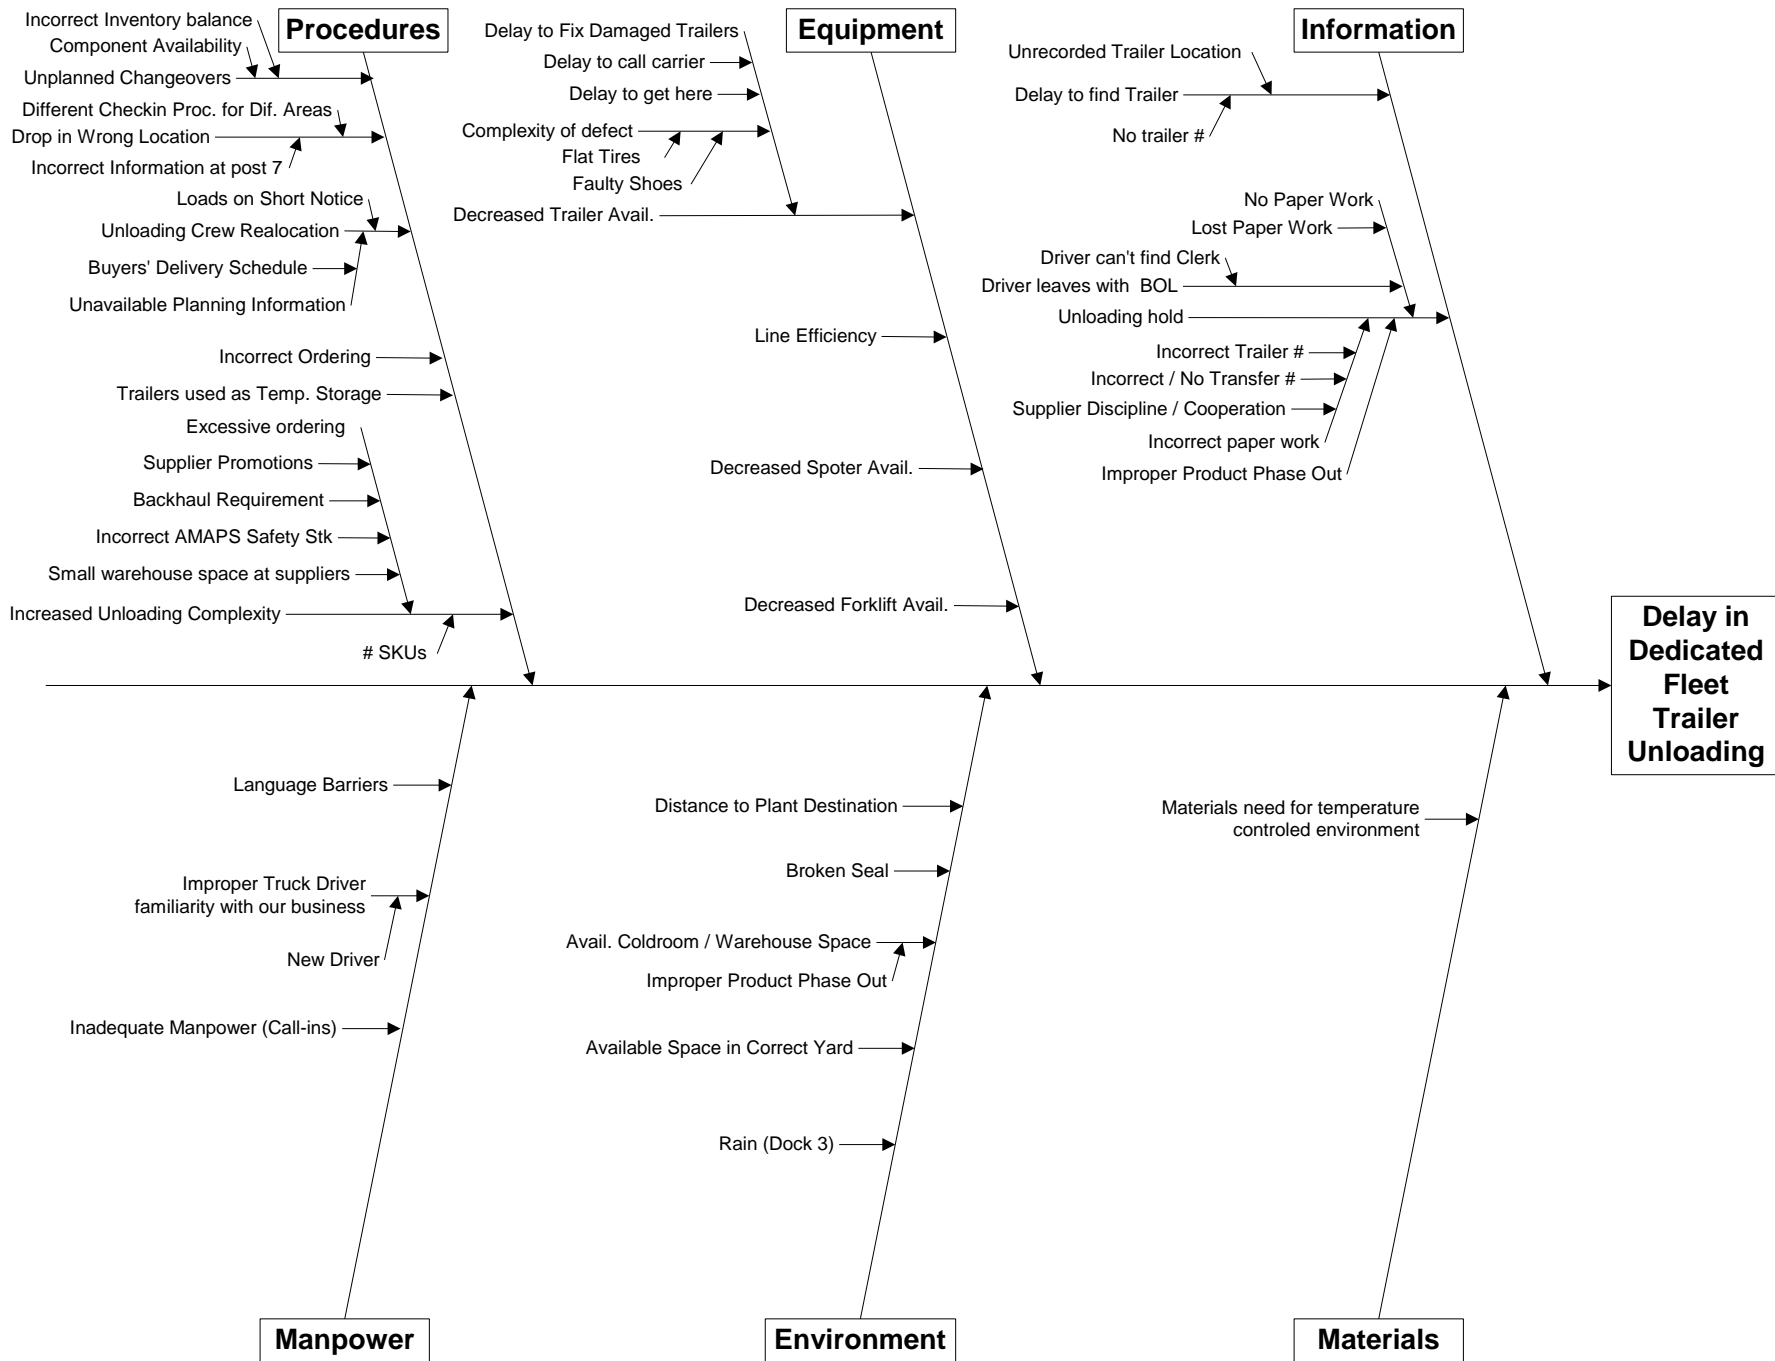 Procedures
Incorrect Inventory balance
Component Availability
Unplanned Changeovers
Different Checkin Proc. for Dif. Areas
Drop in Wrong Location
Incorrect Information at post 7
Loads on Short Notice
Unloading Crew Realocation
Buyers' Delivery Schedule
Unavailable Planning Information
Incorrect Ordering
Trailers used as Temp. Storage
Excessive ordering
Supplier Promotions
Backhaul Requirement
Incorrect AMAPS Safety Stk
Small warehouse space at suppliers
Increased Unloading Complexity
# SKUs
Equipment
Delay to Fix Damaged Trailers
Delay to call carrier
Delay to get here
Complexity of defect
Flat Tires
Faulty Shoes
Decreased Trailer Avail.
Line Efficiency
Decreased Spoter Avail.
Decreased Forklift Avail.
Information
Unrecorded Trailer Location
Delay to find Trailer
No trailer #
No Paper Work
Lost Paper Work
Driver can't find Clerk
Driver leaves with BOL
Unloading hold
Incorrect Trailer #
Incorrect / No Transfer #
Supplier Discipline / Cooperation
Incorrect paper work
Improper Product Phase Out
Delay in
Dedicated
Fleet
Trailer
Unloading
Language Barriers
Improper Truck Driver
familiarity with our business
New Driver
Inadequate Manpower (Call-ins)
Manpower
Distance to Plant Destination
Broken Seal
Avail. Coldroom / Warehouse Space
Improper Product Phase Out
Available Space in Correct Yard
Rain (Dock 3)
Environment
Materials need for temperature
controled environment
Materials